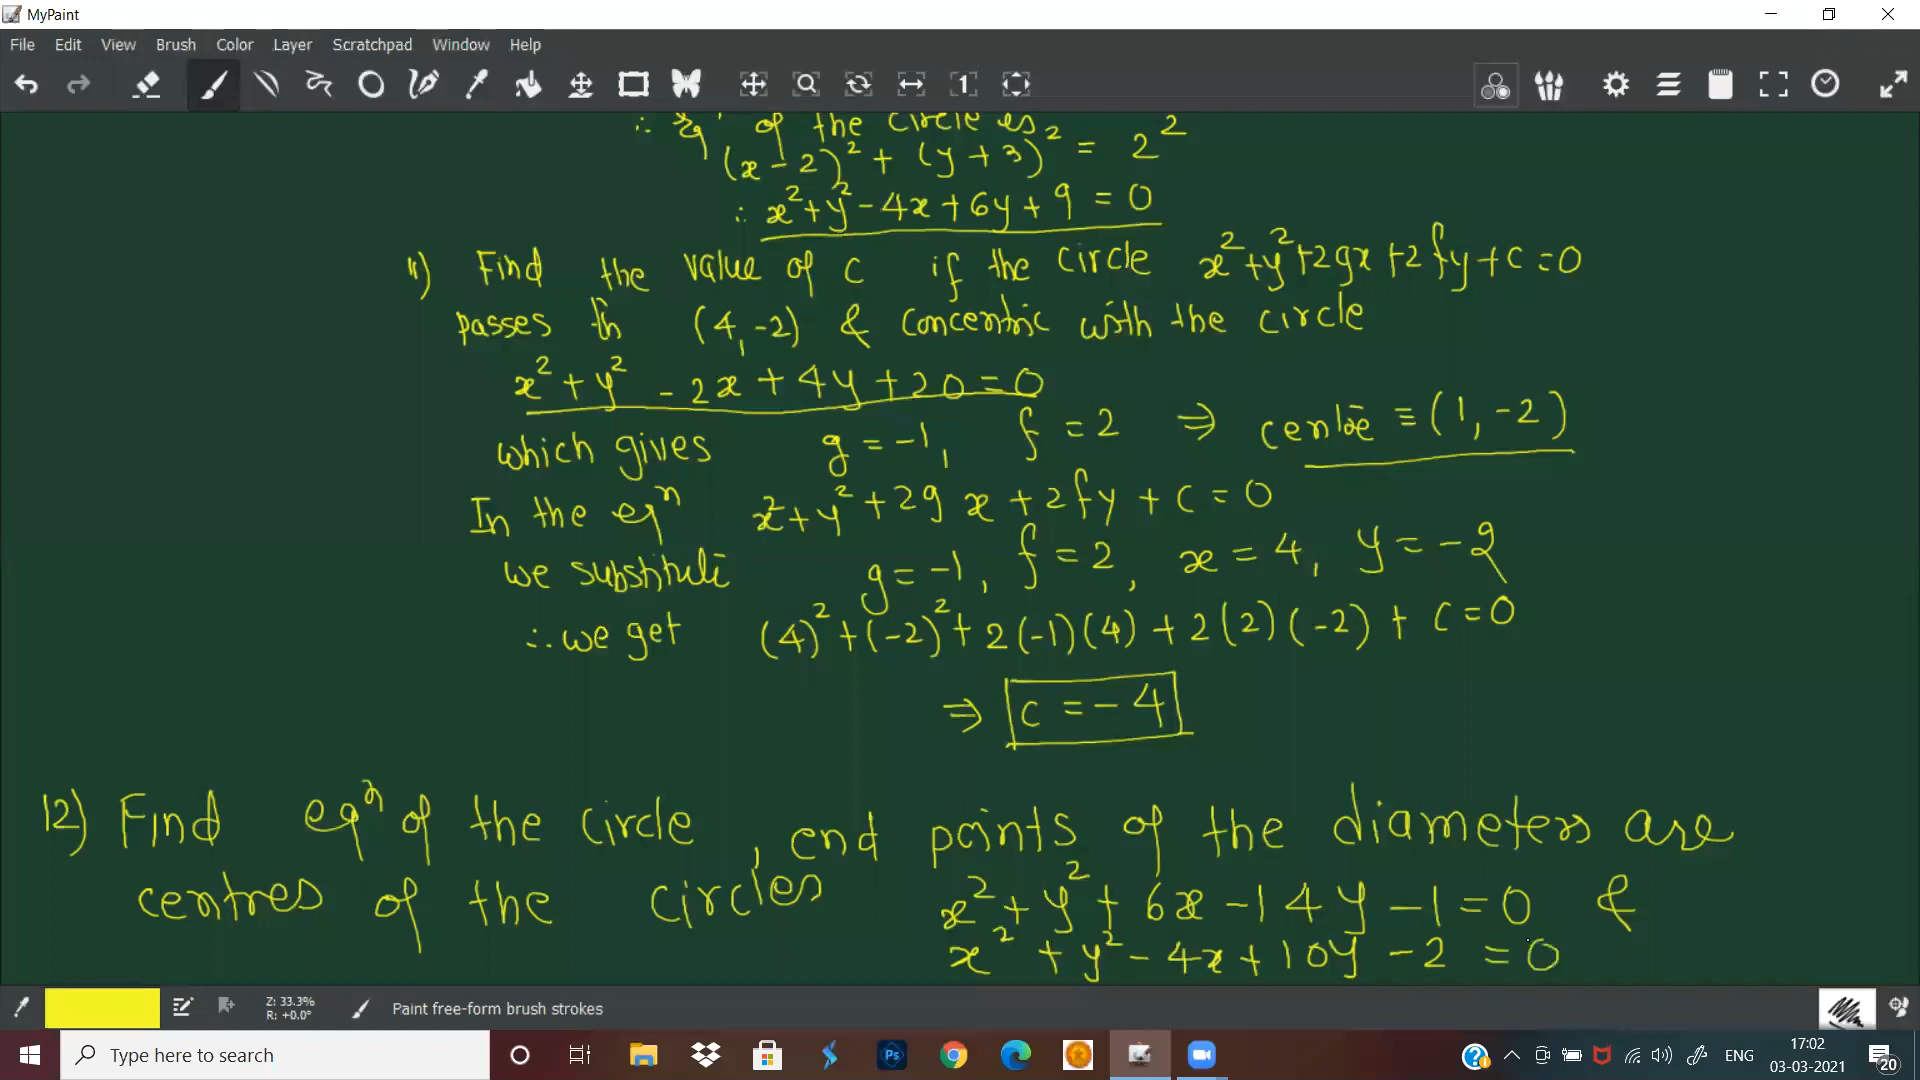 MyPaint
File Edit View Brush Color Layer Scratchpad Window Help
∴ Eqⁿ of the circle is
(x - 2)² + (y + 3)² = 2²
∴ x² + y² - 4x + 6y + 9 = 0
11) Find the value of c if the circle x² + y² + 2gx + 2fy + c = 0
passes th (4, -2) & concentric with the circle
x² + y² - 2x + 4y + 20 = 0
which gives g = -1, f = 2 ⇒ centre ≡ (1, -2)
In the eqⁿ x² + y² + 2gx + 2fy + c = 0
we substitute g = -1, f = 2, x = 4, y = -2
∴ we get (4)² + (-2)² + 2(-1)(4) + 2(2)(-2) + c = 0
⇒ c = -4
12) Find eqⁿ of the circle, end points of the diameters are
centres of the circles x² + y² + 6x - 14y - 1 = 0 &
x² + y² - 4x + 10y - 2 = 0
Z: 33.3%
R: +0.0°
Paint free-form brush strokes
Type here to search
ENG
17:02
03-03-2021
20